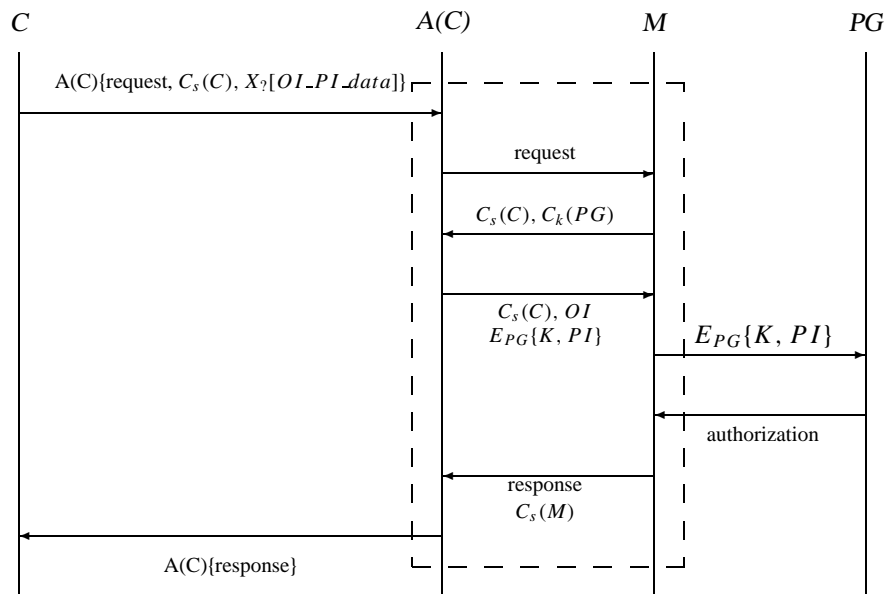 C A(C) M PG
A(C){request, C_s(C), X_?[OI_PI_data]}
request
C_s(C), C_k(PG)
C_s(C), OI
E_PG{K, PI}
E_PG{K, PI}
authorization
response
C_s(M)
A(C){response}